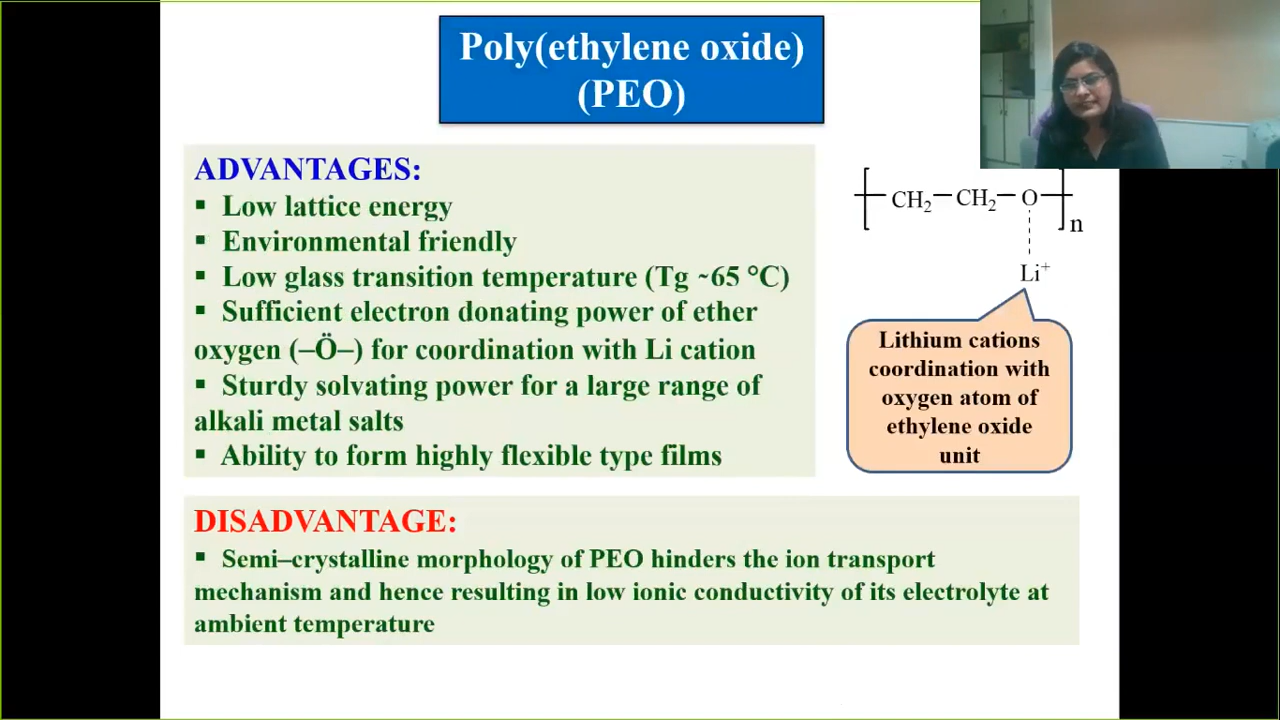 Poly(ethylene oxide)
(PEO)
ADVANTAGES:
▪ Low lattice energy
▪ Environmental friendly
▪ Low glass transition temperature (Tg ~65 °C)
▪ Sufficient electron donating power of ether
oxygen (–Ö–) for coordination with Li cation
▪ Sturdy solvating power for a large range of
alkali metal salts
▪ Ability to form highly flexible type films
CH₂ CH₂ O n
Li⁺
Lithium cations
coordination with
oxygen atom of
ethylene oxide
unit
DISADVANTAGE:
▪ Semi–crystalline morphology of PEO hinders the ion transport
mechanism and hence resulting in low ionic conductivity of its electrolyte at
ambient temperature